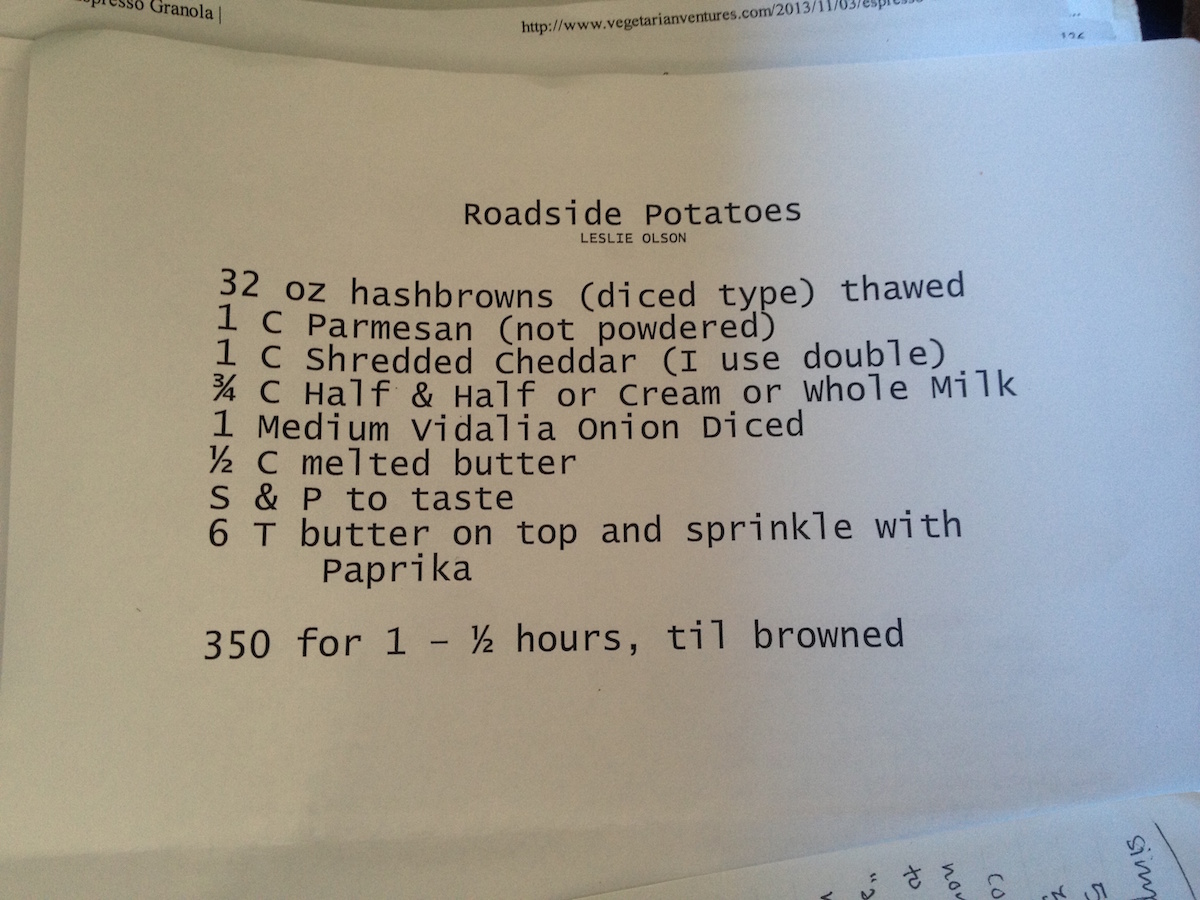 Granola |
http://www.vegetarianventures.com/2013/11/03/espresso
Roadside Potatoes
LESLIE OLSON
32 oz hashbrowns (diced type) thawed
1 C Parmesan (not powdered)
1 C Shredded Cheddar (I use double)
¾ C Half & Half or Cream or Whole Milk
1 Medium Vidalia Onion Diced
½ C melted butter
S & P to taste
6 T butter on top and sprinkle with
Paprika
350 for 1 – ½ hours, til browned